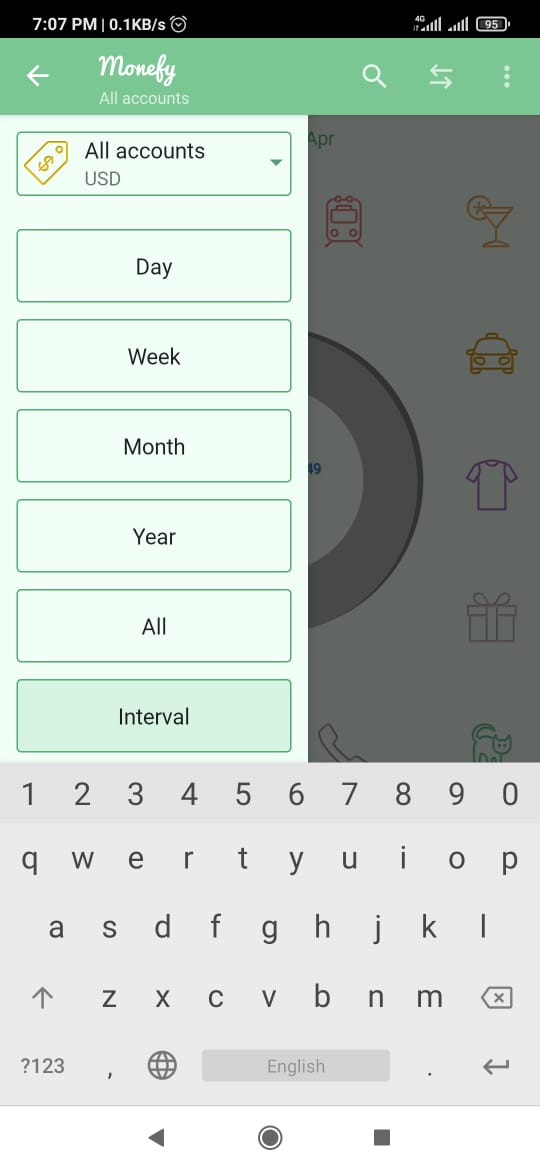 7:07 PM | 0.1KB/s
4G
95
Monefy
All accounts
All accounts
USD
Apr
Day
Week
Month
49
Year
All
Interval
1 2 3 4 5 6 7 8 9 0
q w e r t y u i o p
a s d f g h j k l
z x c v b n m
?123 , English .